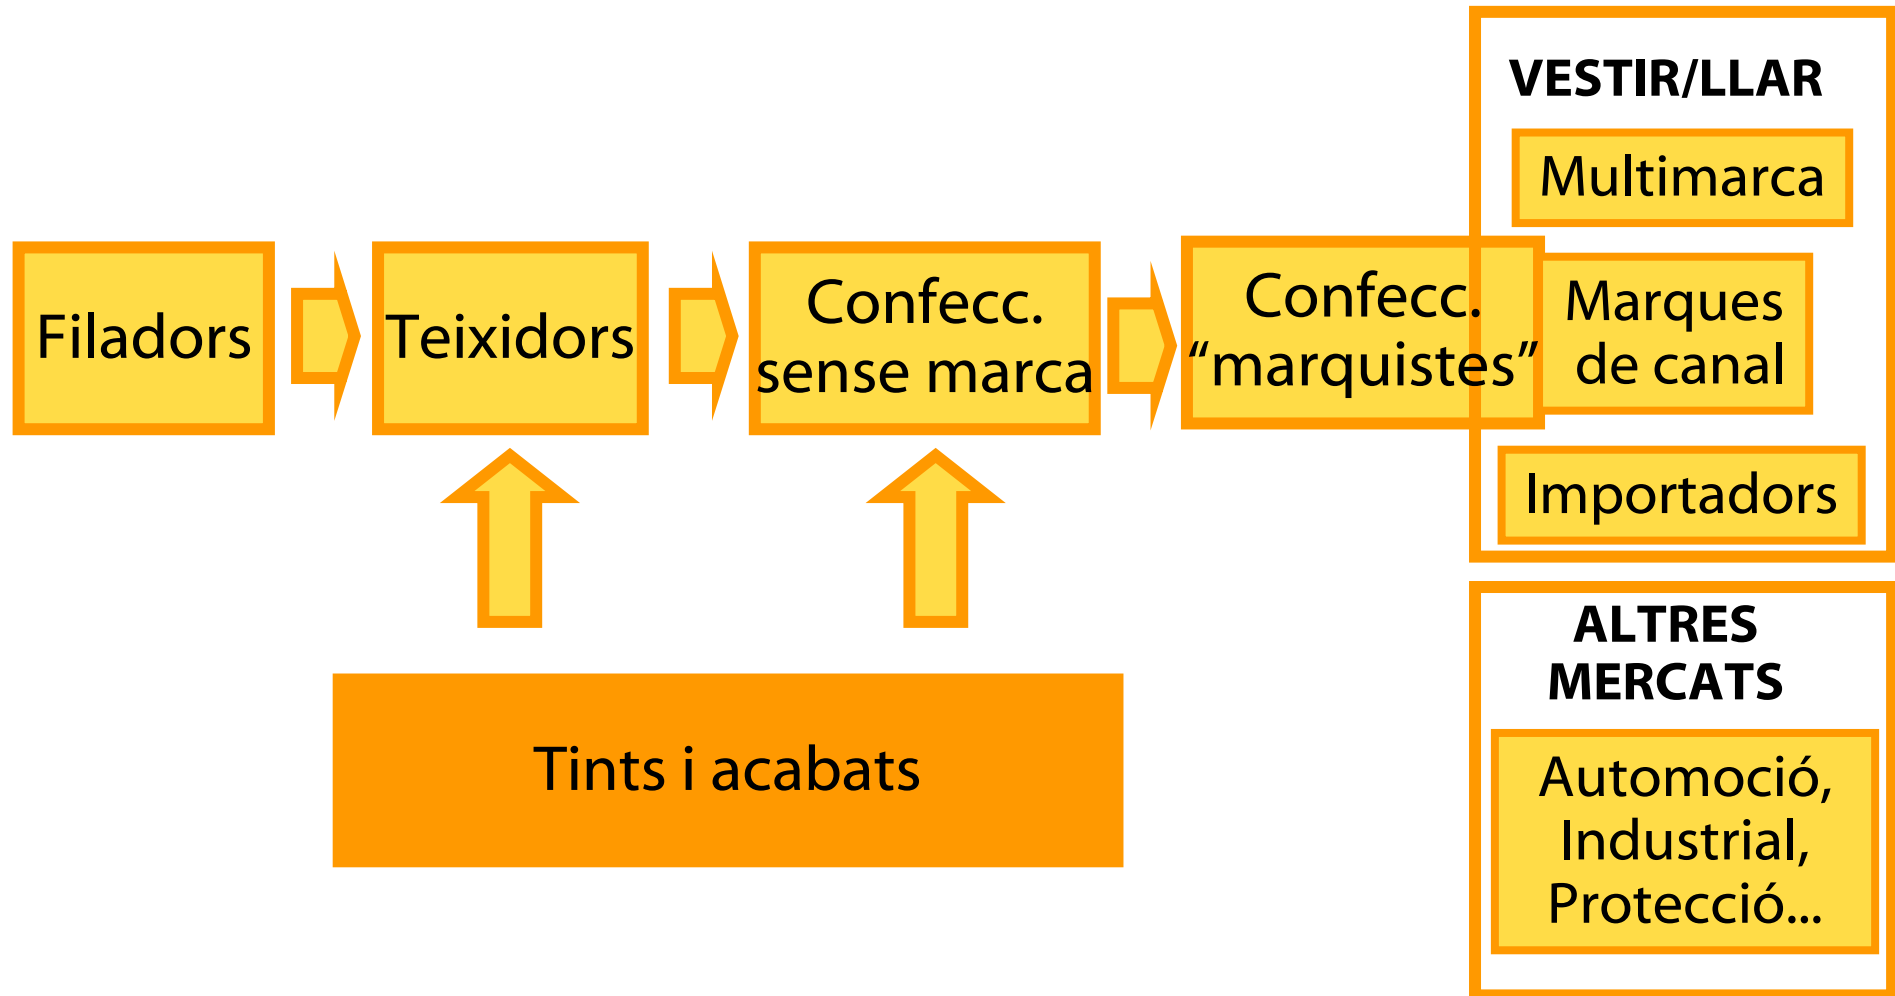 Filadors
Teixidors
Confecc.
sense marca
Confecc.
“marquistes”
VESTIR/LLAR
Multimarca
Marques
de canal
Importadors
Tints i acabats
ALTRES
MERCATS
Automoció,
Industrial,
Protecció...